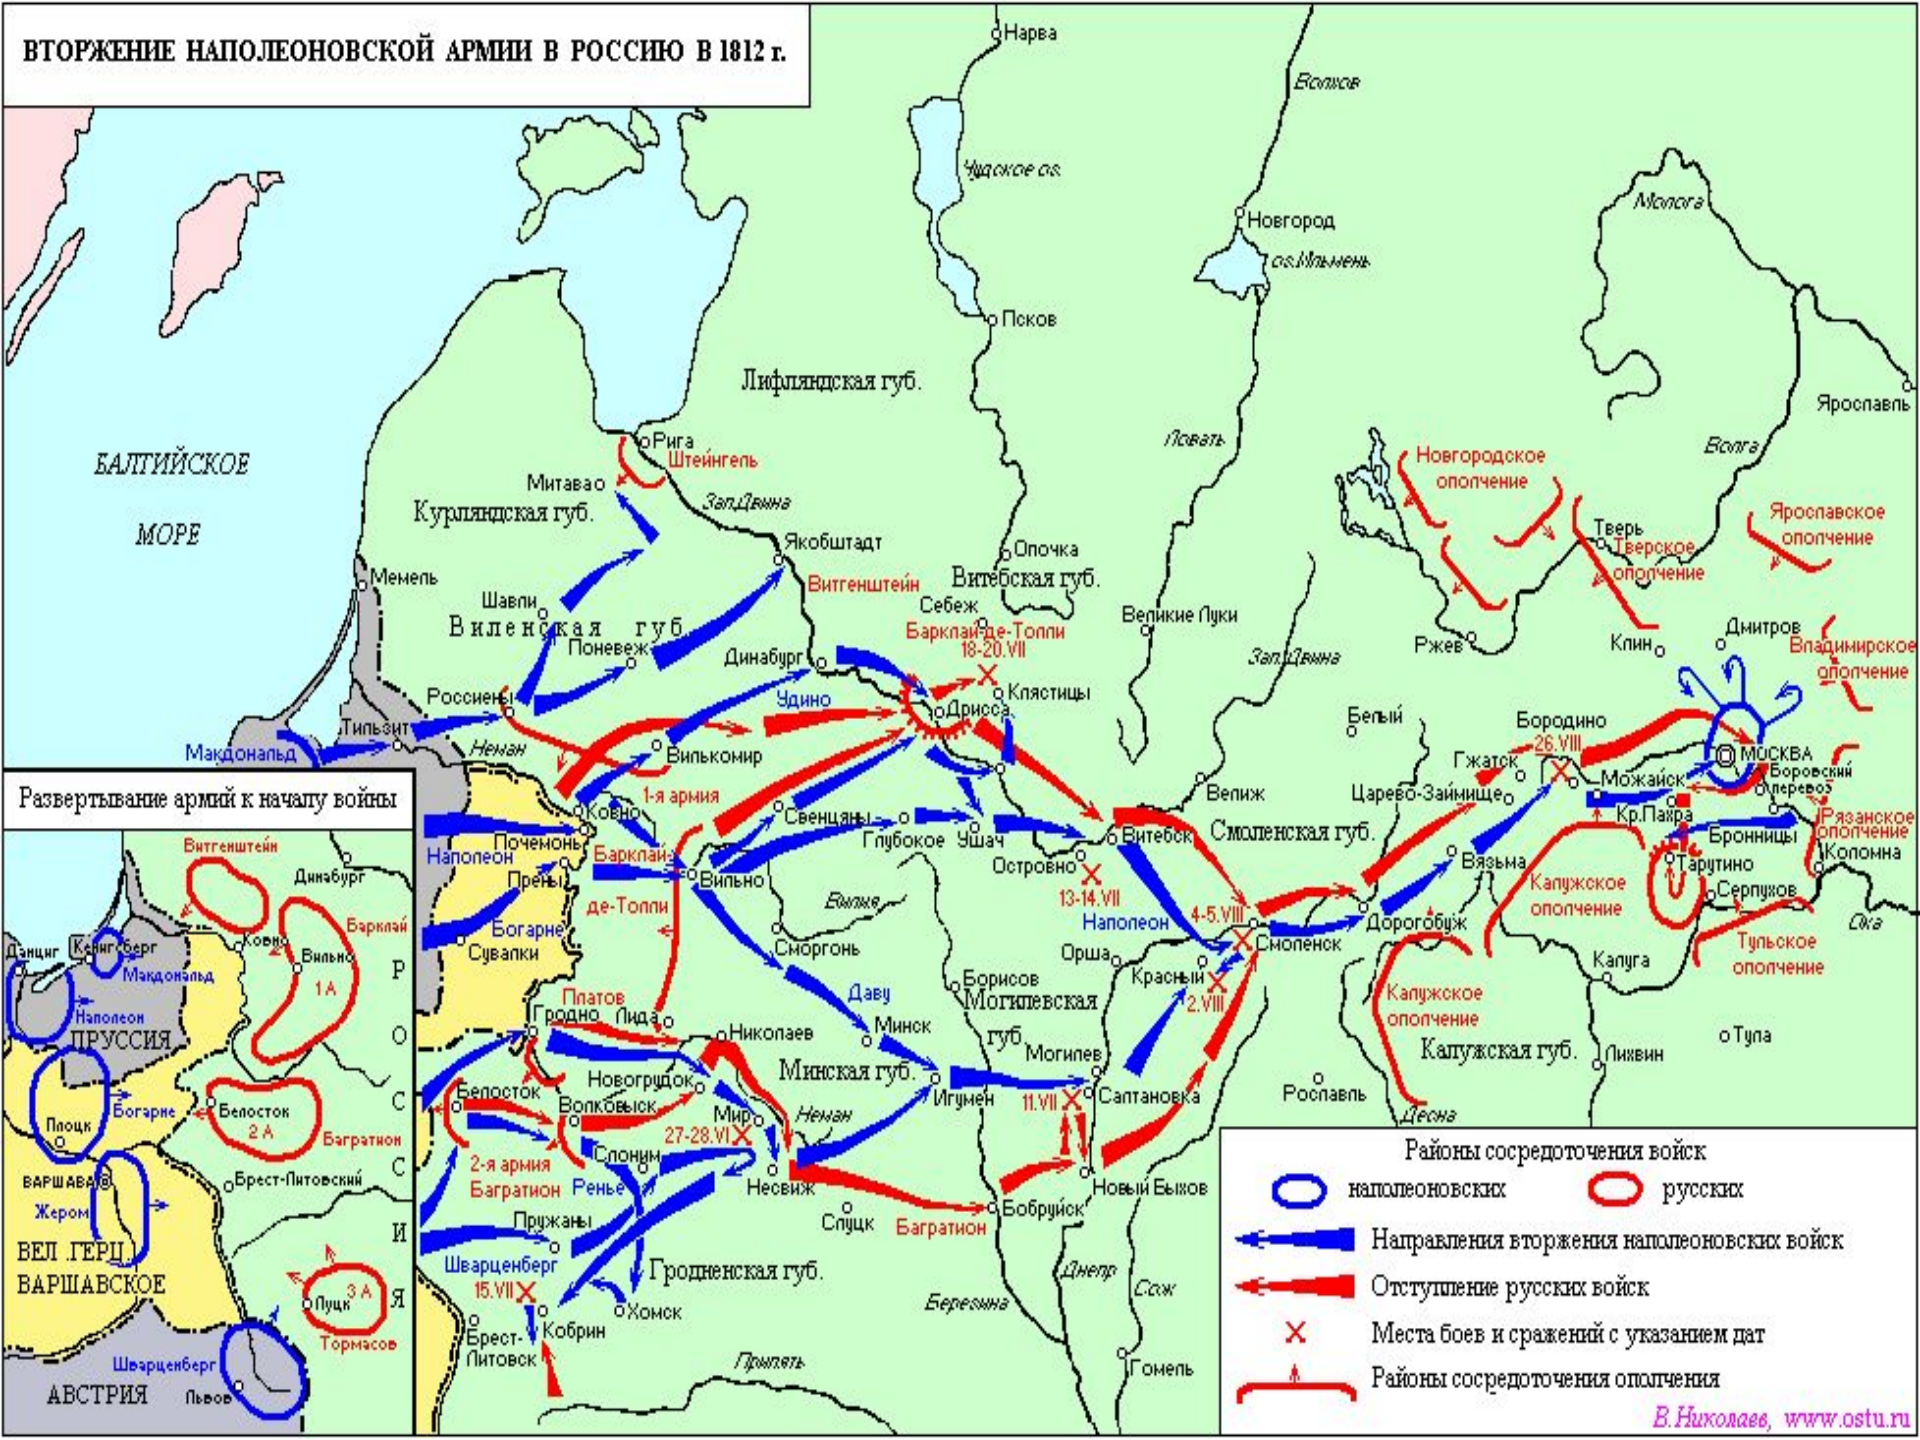 ВТОРЖЕНИЕ НАПОЛЕОНОВСКОЙ АРМИИ В РОССИЮ В 1812 г.
Нарва
Волхов
Чудское оз.
Молога
Новгород
оз.Ильмень
Псков
Лифляндская губ.
Ярославль
Ловать
Волга
БАЛТИЙСКОЕ
МОРЕ
Рига
Штейнгель
Митава
Зап.Двина
Курляндская губ.
Новгородское
ополчение
Ярославское
ополчение
Тверь
Тверское
ополчение
Якобштадт
Опочка
Витебская губ.
Витгенштейн
Мемель
Шавли
Виленская губ.
Себеж
Барклай-де-Толли
18-20.VII
Великие Луки
Зап.Двина
Ржев
Клин
Дмитров
Владимирское
ополчение
Поневеж
Динабург
Клястицы
Россиены
Удино
Дрисса
Белый
Бородино
26.VIII
Тильзит
Макдональд
Неман
Вилькомир
Гжатск
МОСКВА
Можайск
Боровский
перевоз
1-я армия
Велиж
Царево-Займище
Кр.Пахра
Рязанское
ополчение
Ковно
Свенцяны
Глубокое
Ушач
Витебск
Смоленская губ.
Бронницы
Почемонь
Наполеон
Барклай-
де-Толли
Прены
Вильно
Островно
13-14.VII
Вязьма
Тарутино
Коломна
Калужское
ополчение
Серпухов
Ока
Богарне
Сувалки
Вилия
Сморгонь
Наполеон
4-5.VIII
Смоленск
Дорогобуж
Тульское
ополчение
Орша
Красный
2.VIII
Калуга
Борисов
Могилевская
губ.
Калужское
ополчение
Платов
Гродно
Лида
Николаев
Даву
Минск
Могилев
Калужская губ.
Лихвин
Тула
Новогрудок
Минская губ.
Белосток
Волковыск
Мир
27-28.VI
Неман
Игумен
11.VII
Салтановка
Рославль
Десна
Слоним
2-я армия
Багратион
Ренье
Несвиж
Слуцк
Багратион
Бобруйск
Новый Быхов
Пружаны
Шварценберг
15.VII
Гродненская губ.
Березина
Днепр
Сож
Хомск
Кобрин
Брест-
Литовск
Припять
Гомель
Развертывание армий к началу войны
Витгенштейн
Динабург
Барклай
Ковно
Вильно
1 А
Данциг
Кенигсберг
Макдональд
Наполеон
ПРУССИЯ
Богарне
Плоцк
Белосток
2 А
Багратион
ВАРШАВА
Брест-Литовский
Жером
ВЕЛ .ГЕРЦ.
ВАРШАВСКОЕ
3 А
Луцк
Тормасов
Шварценберг
АВСТРИЯ
Львов
Р
О
С
С
И
Я
Районы сосредоточения войск
наполеоновских
русских
Направления вторжения наполеоновских войск
Отступление русских войск
Места боев и сражений с указанием дат
Районы сосредоточения ополчения
В.Николаев, www.ostu.ru